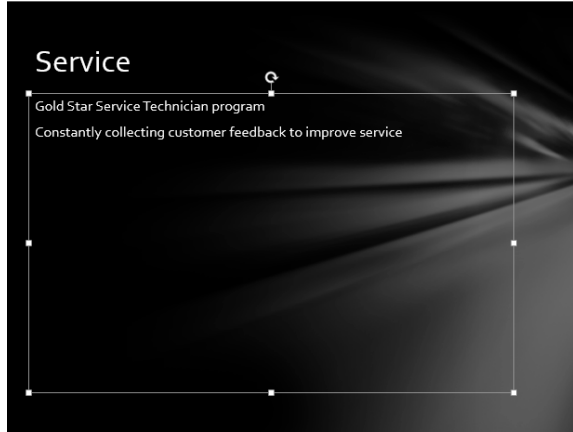 Service
Gold Star Service Technician program
Constantly collecting customer feedback to improve service